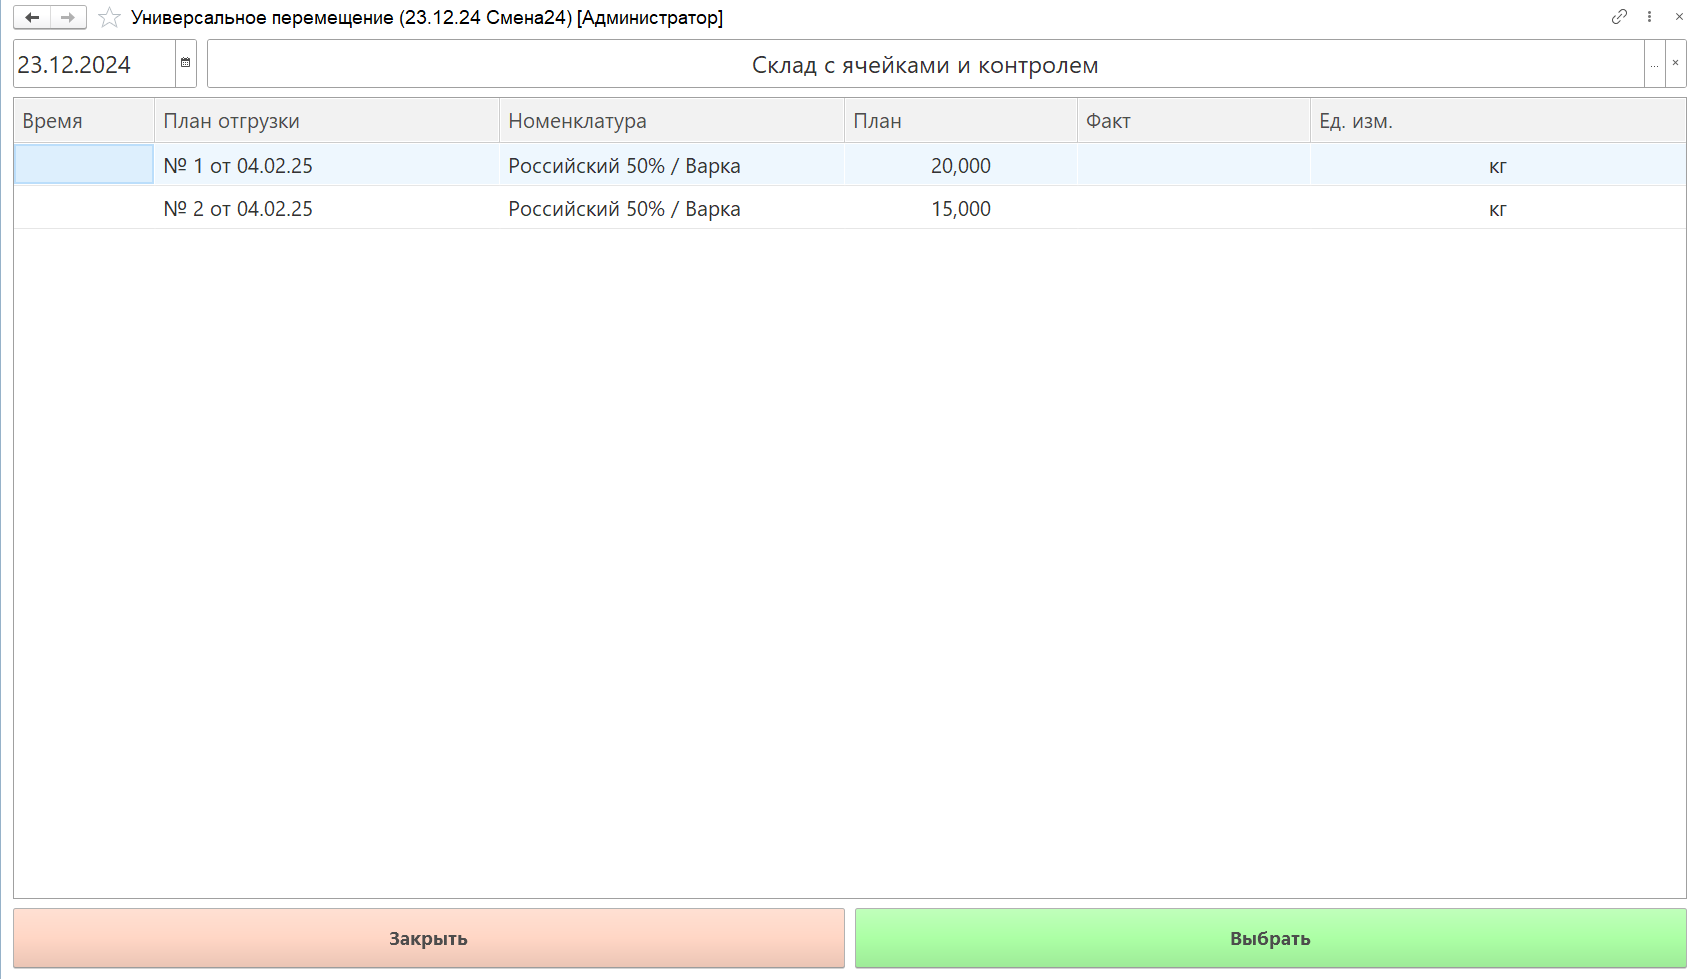 Универсальное перемещение (23.12.24 Смена24) [Администратор]
23.12.2024 Склад с ячейками и контролем ... ×
Время План отгрузки Номенклатура План Факт Ед. изм.
№ 1 от 04.02.25 Российский 50% / Варка 20,000 кг
№ 2 от 04.02.25 Российский 50% / Варка 15,000 кг
Закрыть Выбрать